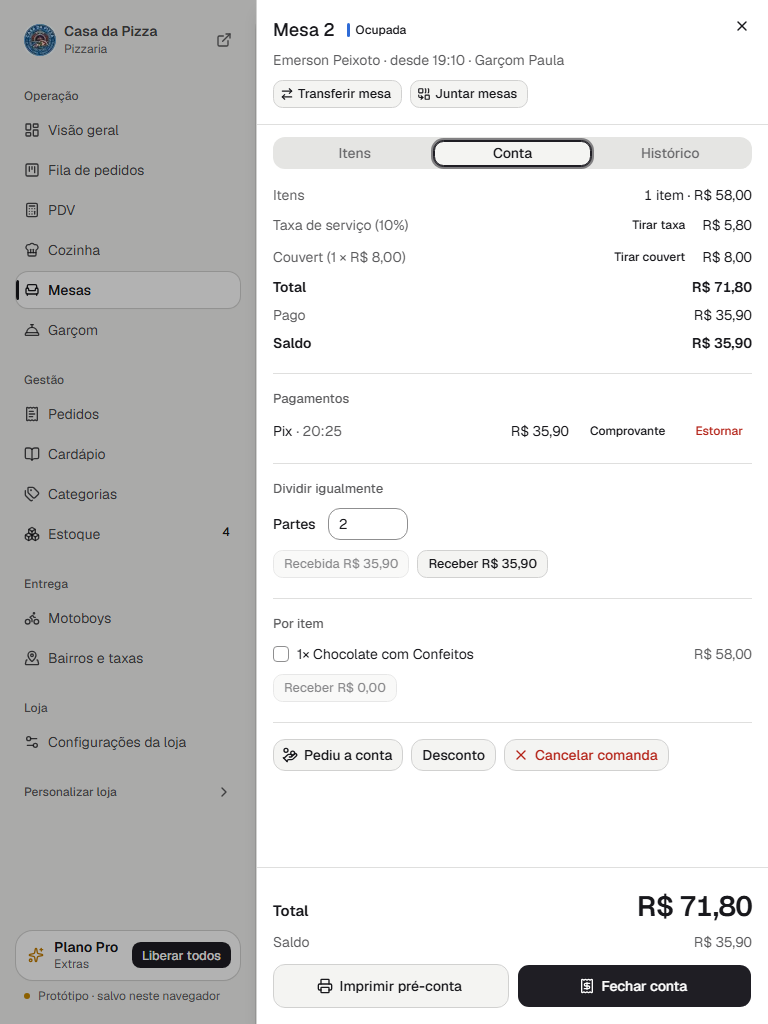 Casa da Pizza
Pizzaria
Operação
Visão geral
Fila de pedidos
PDV
Cozinha
Mesas
Garçom
Gestão
Pedidos
Cardápio
Categorias
Estoque 4
Entrega
Motoboys
Bairros e taxas
Loja
Configurações da loja
Personalizar loja
Plano Pro
Extras
Liberar todos
Protótipo · salvo neste navegador
Mesa 2 Ocupada
Emerson Peixoto · desde 19:10 · Garçom Paula
Transferir mesa Juntar mesas
Itens Conta Histórico
Itens 1 item · R$ 58,00
Taxa de serviço (10%) Tirar taxa R$ 5,80
Couvert (1 × R$ 8,00) Tirar couvert R$ 8,00
Total R$ 71,80
Pago R$ 35,90
Saldo R$ 35,90
Pagamentos
Pix · 20:25 R$ 35,90 Comprovante Estornar
Dividir igualmente
Partes 2
Recebida R$ 35,90 Receber R$ 35,90
Por item
1× Chocolate com Confeitos R$ 58,00
Receber R$ 0,00
Pediu a conta Desconto Cancelar comanda
Total R$ 71,80
Saldo R$ 35,90
Imprimir pré-conta Fechar conta